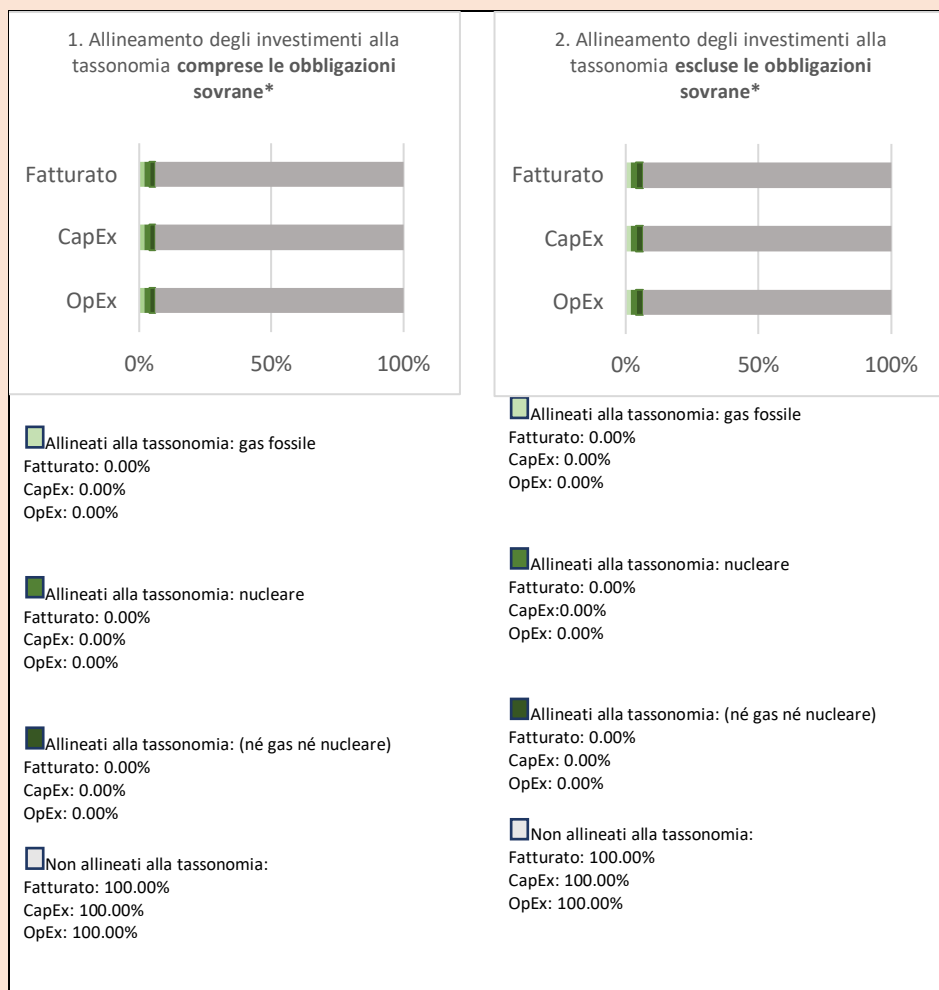 1. Allineamento degli investimenti alla
tassonomia comprese le obbligazioni
sovrane*
Fatturato
CapEx
OpEx
0% 50% 100%
Allineati alla tassonomia: gas fossile
Fatturato: 0.00%
CapEx: 0.00%
OpEx: 0.00%
Allineati alla tassonomia: nucleare
Fatturato: 0.00%
CapEx: 0.00%
OpEx: 0.00%
Allineati alla tassonomia: (né gas né nucleare)
Fatturato: 0.00%
CapEx: 0.00%
OpEx: 0.00%
Non allineati alla tassonomia:
Fatturato: 100.00%
CapEx: 100.00%
OpEx: 100.00%
2. Allineamento degli investimenti alla
tassonomia escluse le obbligazioni
sovrane*
Fatturato
CapEx
OpEx
0% 50% 100%
Allineati alla tassonomia: gas fossile
Fatturato: 0.00%
CapEx: 0.00%
OpEx: 0.00%
Allineati alla tassonomia: nucleare
Fatturato: 0.00%
CapEx:0.00%
OpEx: 0.00%
Allineati alla tassonomia: (né gas né nucleare)
Fatturato: 0.00%
CapEx: 0.00%
OpEx: 0.00%
Non allineati alla tassonomia:
Fatturato: 100.00%
CapEx: 100.00%
OpEx: 100.00%